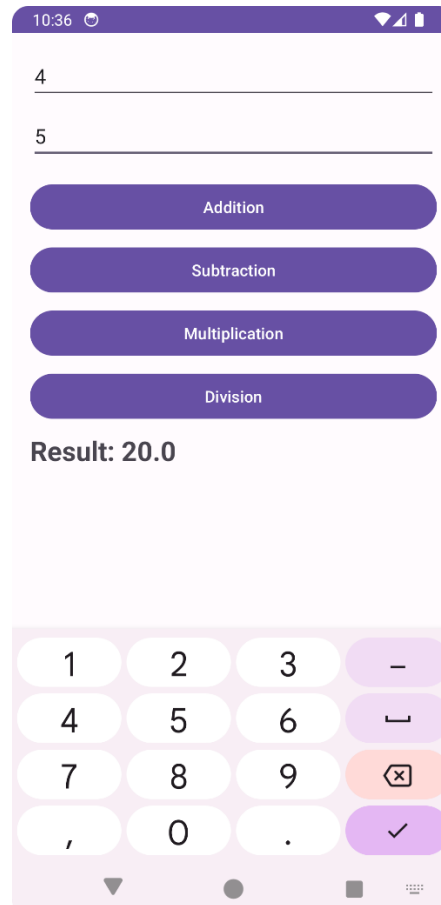 10:36
4
5
Addition
Subtraction
Multiplication
Division
Result: 20.0
1 2 3 –
4 5 6
7 8 9
, 0 .